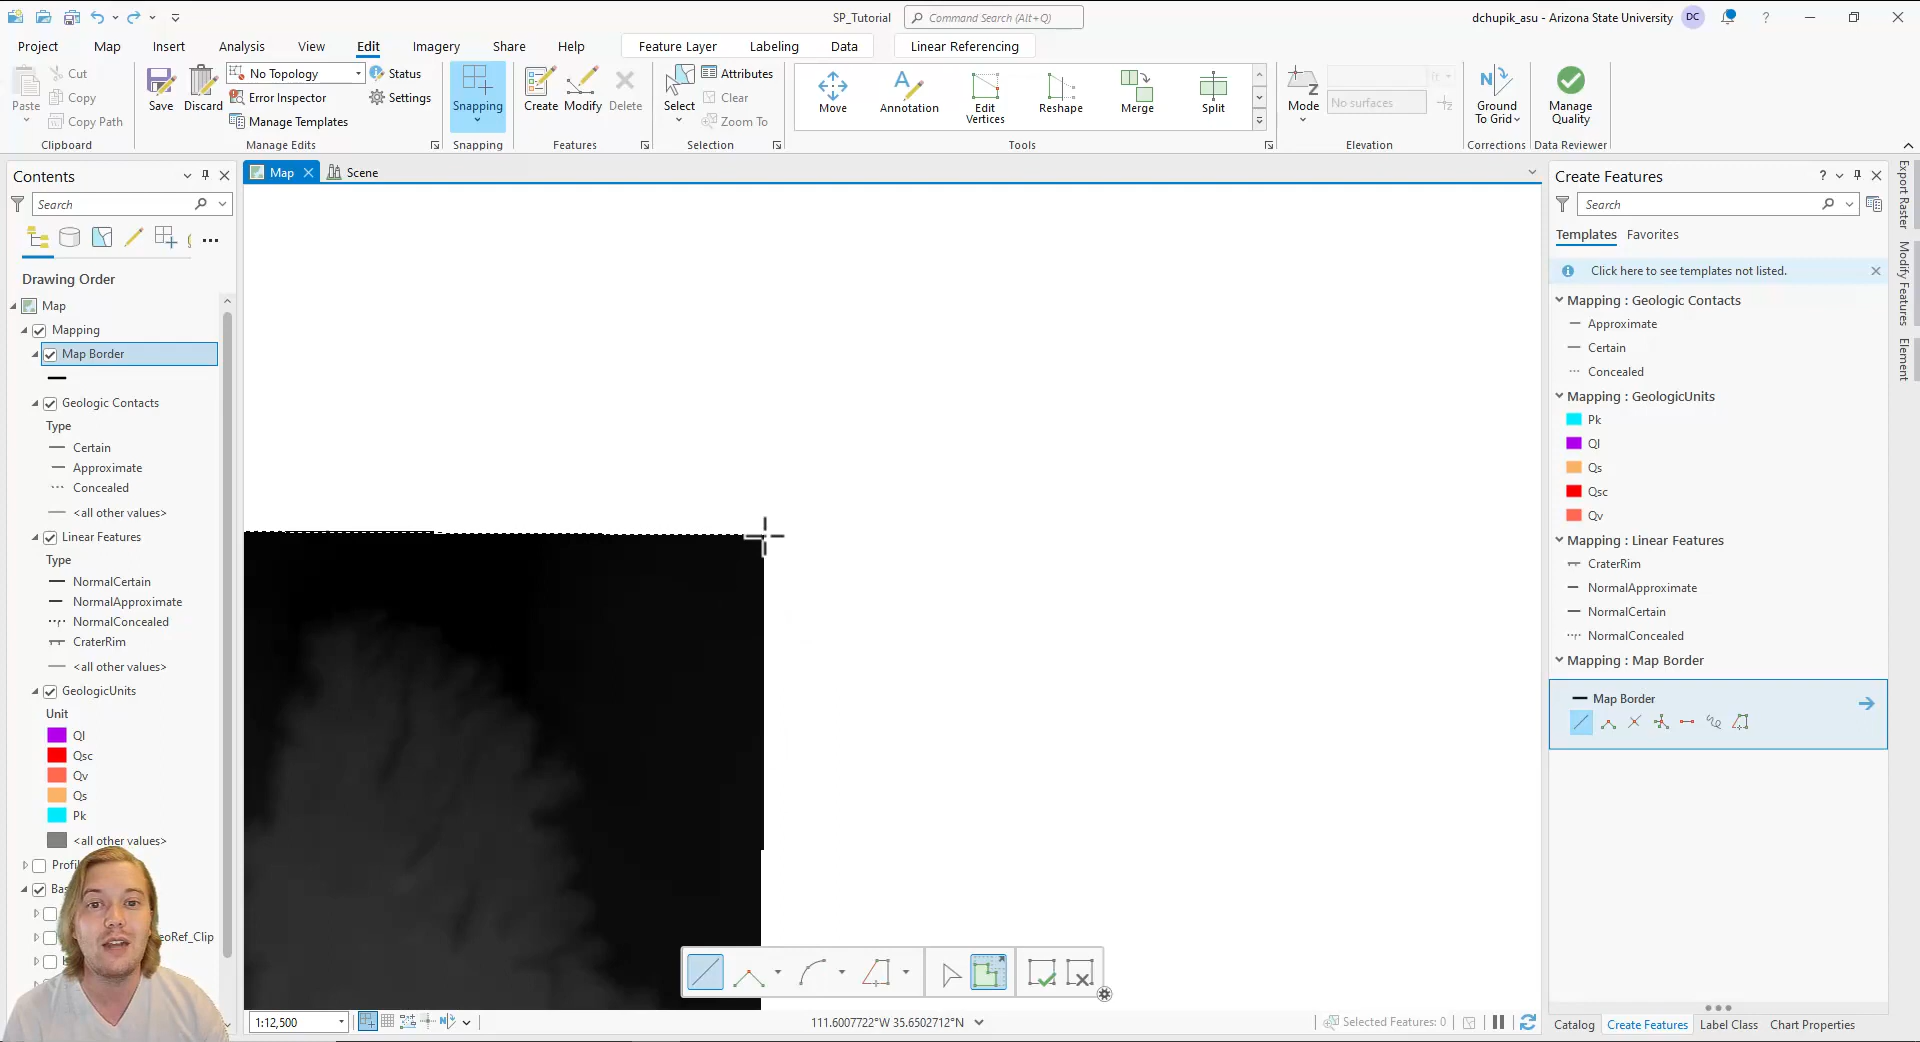 SP_Tutorial
Command Search (Alt+Q)
dchupik_asu - Arizona State University
DC
?
Project
Map
Insert
Analysis
View
Edit
Imagery
Share
Help
Feature Layer
Labeling
Data
Linear Referencing
Paste
Cut
Copy
Copy Path
Clipboard
Save
Discard
No Topology
Error Inspector
Manage Templates
Status
Settings
Manage Edits
Snapping
Snapping
Create
Modify
Delete
Features
Select
Attributes
Clear
Zoom To
Selection
Move
Annotation
Edit
Vertices
Reshape
Merge
Split
Tools
Mode
ft
No surfaces
Elevation
Ground
To Grid
Corrections
Manage
Quality
Data Reviewer
Contents
Search
Drawing Order
Map
Mapping
Map Border
Geologic Contacts
Type
Certain
Approximate
Concealed
<all other values>
Linear Features
Type
NormalCertain
NormalApproximate
NormalConcealed
CraterRim
<all other values>
GeologicUnits
Unit
Ql
Qsc
Qv
Qs
Pk
<all other values>
Map
Scene
1:12,500
111.6007722°W 35.6502712°N
Selected Features: 0
Create Features
?
Search
Templates
Favorites
Click here to see templates not listed.
Mapping : Geologic Contacts
Approximate
Certain
Concealed
Mapping : GeologicUnits
Pk
Ql
Qs
Qsc
Qv
Mapping : Linear Features
CraterRim
NormalApproximate
NormalCertain
NormalConcealed
Mapping : Map Border
Map Border
Catalog
Create Features
Label Class
Chart Properties
Export Raster
Modify Features
Element